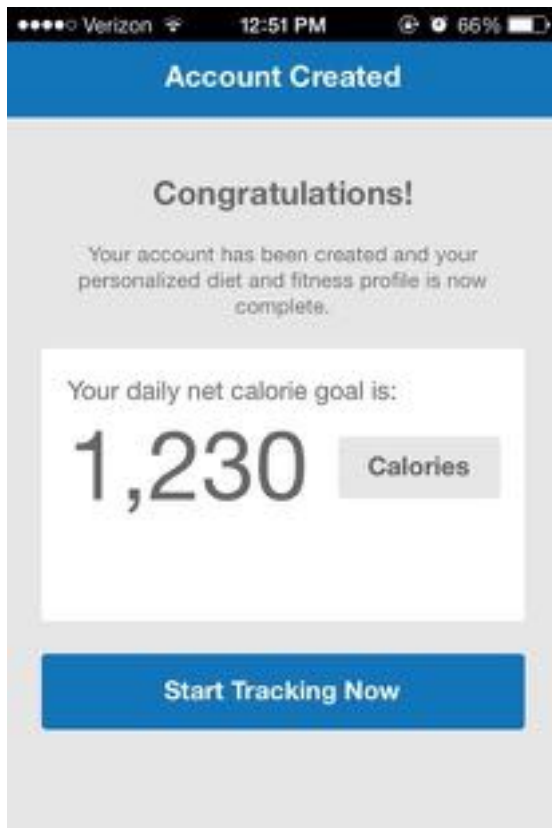 Verizon 12:51 PM 66%
Account Created
Congratulations!
Your account has been created and your
personalized diet and fitness profile is now
complete.
Your daily net calorie goal is:
1,230 Calories
Start Tracking Now